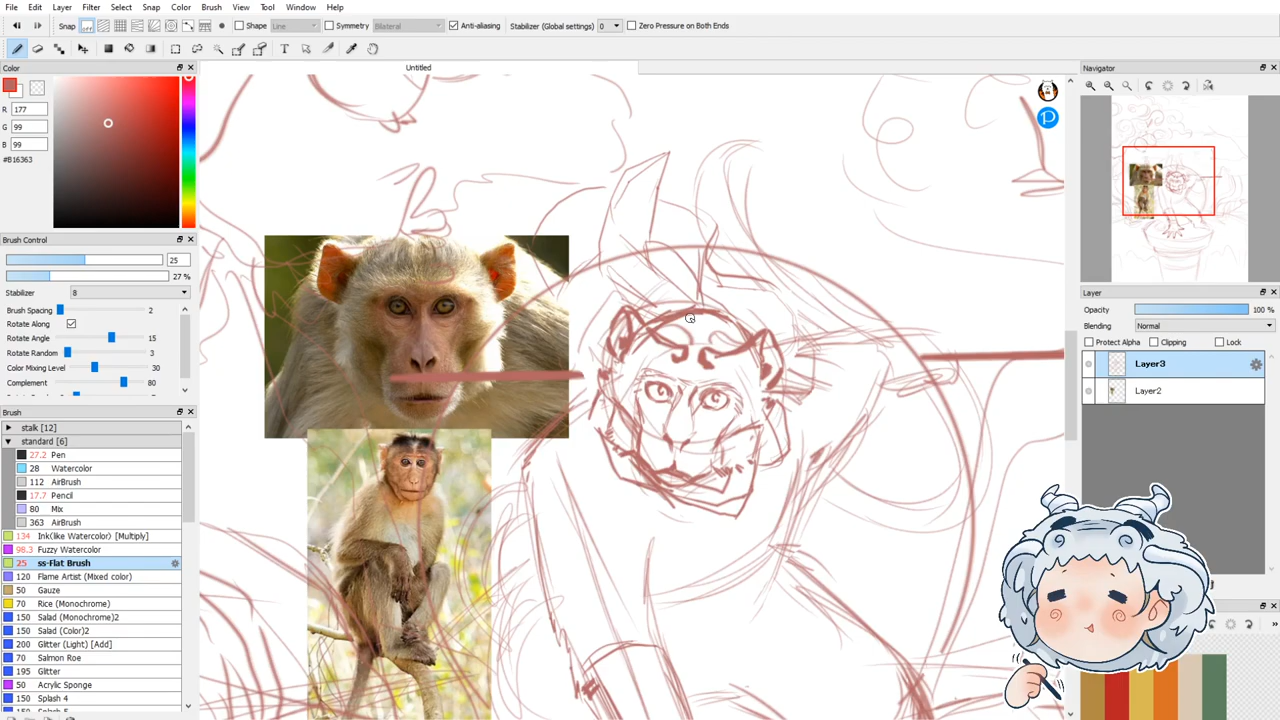 File Edit Layer Filter Select Snap Color Brush View Tool Window Help
Snap Off Shape Line Symmetry Bilateral Anti-aliasing Stabilizer (Global settings) 0 Zero Pressure on Both Ends
Color
R 177
G 99
B 99
#B16363
Brush Control
25
27 %
Stabilizer 8
Brush Spacing 2
Rotate Along
Rotate Angle 15
Rotate Random 3
Color Mixing Level 30
Complement 80
Brush
stalk [12]
standard [6]
27.2 Pen
28 Watercolor
112 AirBrush
17.7 Pencil
80 Mix
363 AirBrush
134 Ink(like Watercolor) [Multiply]
98.3 Fuzzy Watercolor
25 ss-Flat Brush
120 Flame Artist (Mixed color)
50 Gauze
70 Rice (Monochrome)
150 Salad (Monochrome)2
150 Salad (Color)2
200 Glitter (Light) [Add]
70 Salmon Roe
195 Glitter
50 Acrylic Sponge
150 Splash 4
Untitled
Navigator
Layer
Opacity 100 %
Blending Normal
Protect Alpha Clipping Lock
Layer3
Layer2